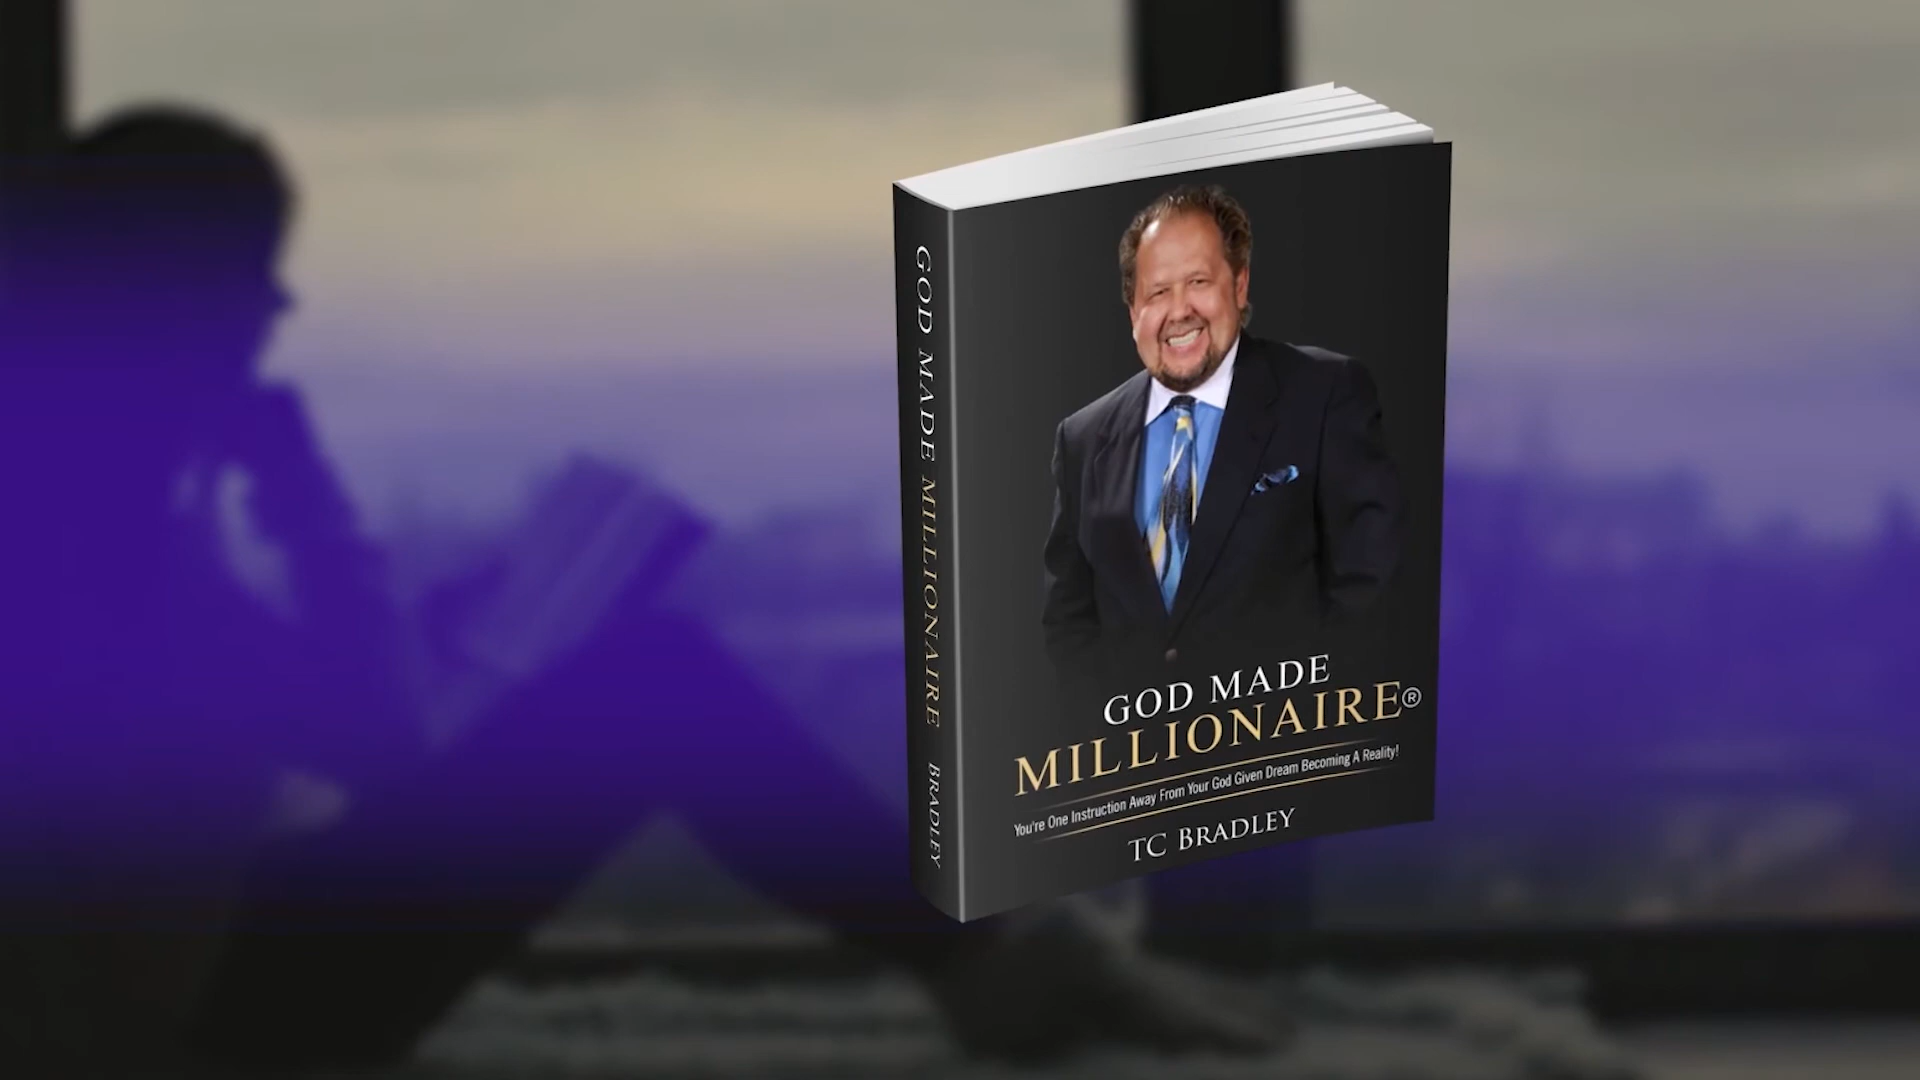 GOD MADE MILLIONAIRE BRADLEY
GOD MADE
MILLIONAIRE®
You're One Instruction Away From Your God Given Dream Becoming A Reality!
TC BRADLEY